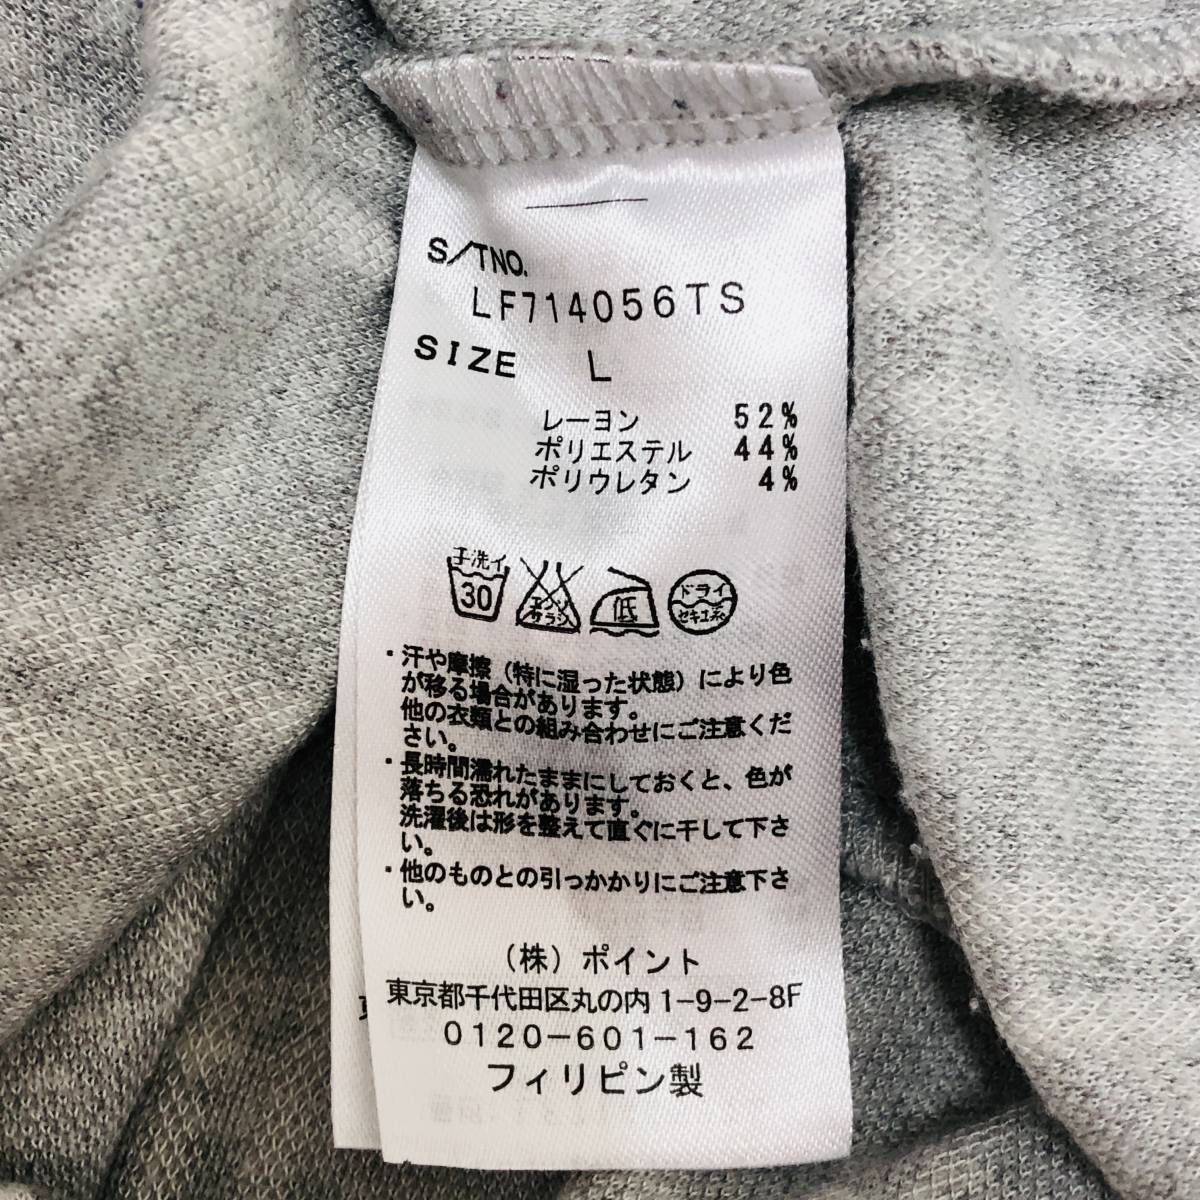 S/TNO.
LF714056TS
SIZE L
レーヨン 52%
ポリエステル 44%
ポリウレタン 4%
手洗イ
30
エンソ
サラシ
低
ドライ
セキユ系
・汗や摩擦(特に湿った状態)により色
が移る場合があります。
他の衣類との組み合わせにご注意くだ
さい。
・長時間濡れたままにしておくと、色が
落ちる恐れがあります。
洗濯後は形を整えて直ぐに干して下さ
い。
・他のものとの引っかかりにご注意下さ
い。
(株)ポイント
東京都千代田区丸の内1-9-2-8F
0120-601-162
フィリピン製